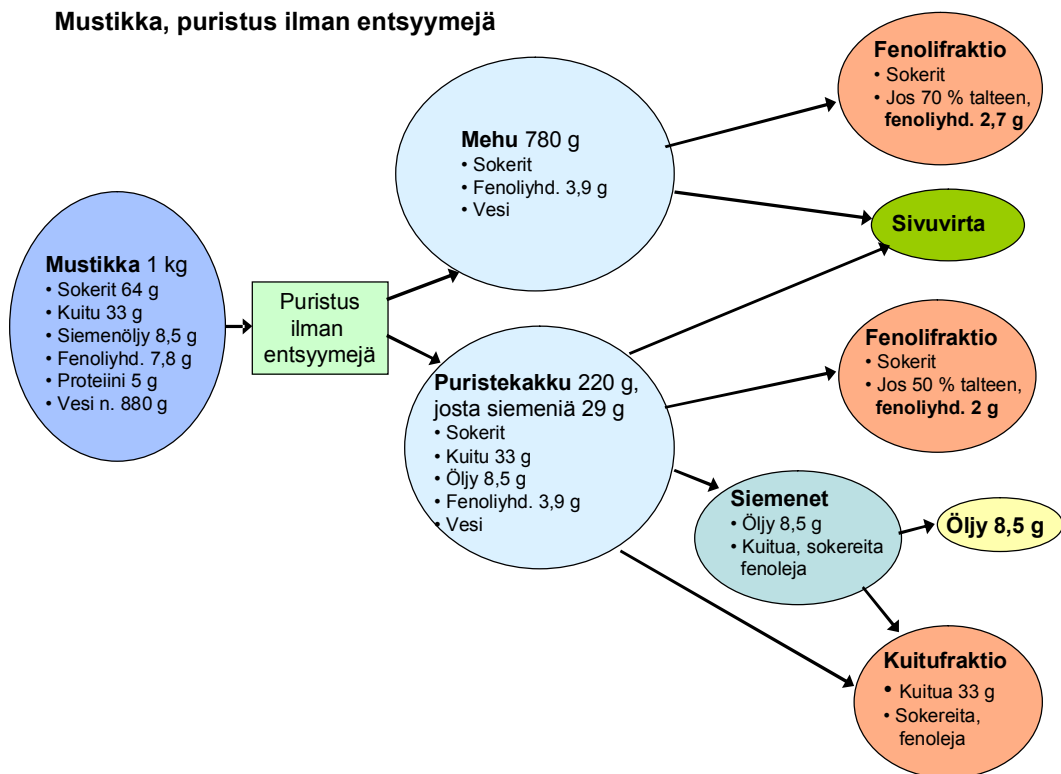 Mustikka, puristus ilman entsyymejä
Mustikka 1 kg
• Sokerit 64 g
• Kuitu 33 g
• Siemenöljy 8,5 g
• Fenoliyhd. 7,8 g
• Proteiini 5 g
• Vesi n. 880 g
Puristus
ilman
entsyymejä
Mehu 780 g
• Sokerit
• Fenoliyhd. 3,9 g
• Vesi
Puristekakku 220 g,
josta siemeniä 29 g
• Sokerit
• Kuitu 33 g
• Öljy 8,5 g
• Fenoliyhd. 3,9 g
• Vesi
Fenolifraktio
• Sokerit
• Jos 70 % talteen,
fenoliyhd. 2,7 g
Sivuvirta
Fenolifraktio
• Sokerit
• Jos 50 % talteen,
fenoliyhd. 2 g
Siemenet
• Öljy 8,5 g
• Kuitua, sokereita
fenoleja
Öljy 8,5 g
Kuitufraktio
• Kuitua 33 g
• Sokereita,
fenoleja